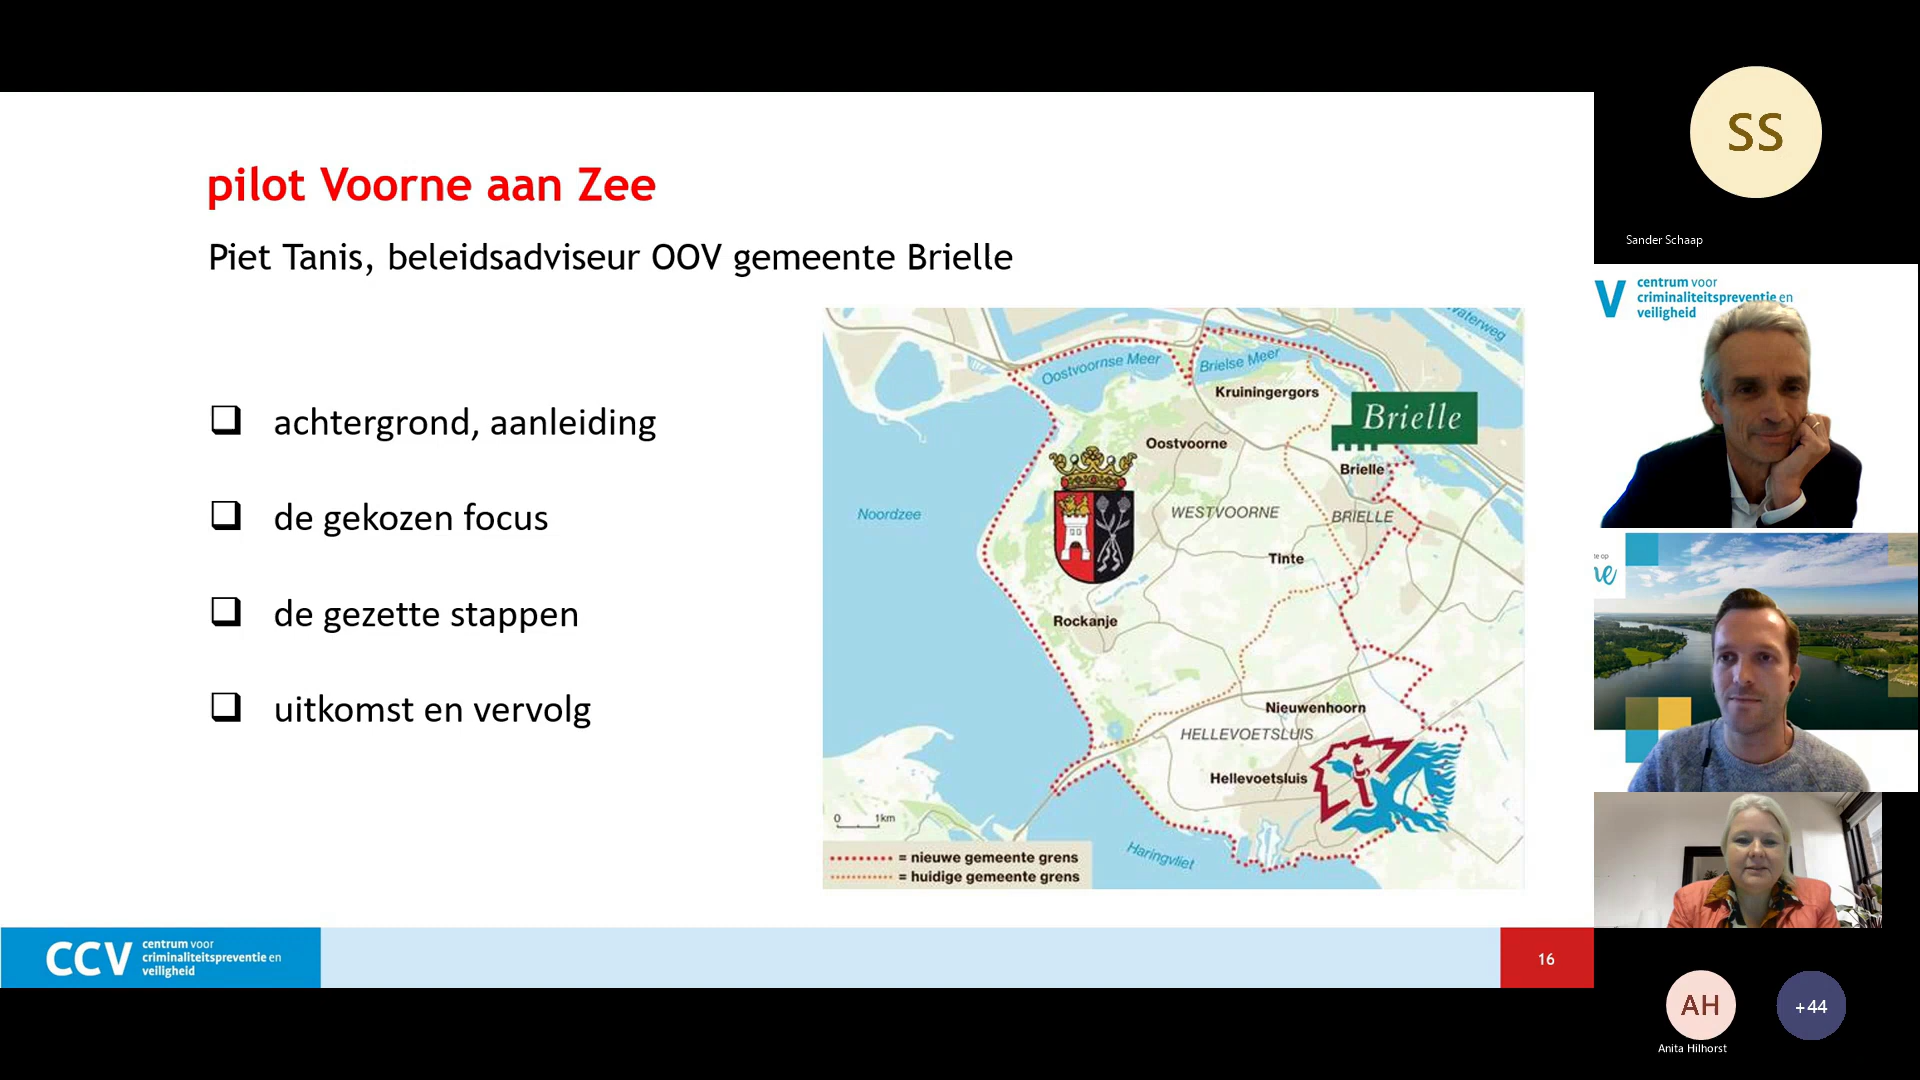 pilot Voorne aan Zee
Piet Tanis, beleidsadviseur OOV gemeente Brielle
❑ achtergrond, aanleiding
❑ de gekozen focus
❑ de gezette stappen
❑ uitkomst en vervolg
Waterweg
Oostvoornse Meer
Brielse Meer
Kruiningergors
Brielle
Oostvoorne
Brielle
Noordzee
WESTVOORNE
BRIELLE
Tinte
Rockanje
Nieuwenhoorn
HELLEVOETSLUIS
Hellevoetsluis
0 1km
Haringvliet
= nieuwe gemeente grens
= huidige gemeente grens
CCV
centrum voor
criminaliteitspreventie en
veiligheid
16
SS
Sander Schaap
V
centrum voor
criminaliteitspreventie en
veiligheid
AH
+44
Anita Hilhorst